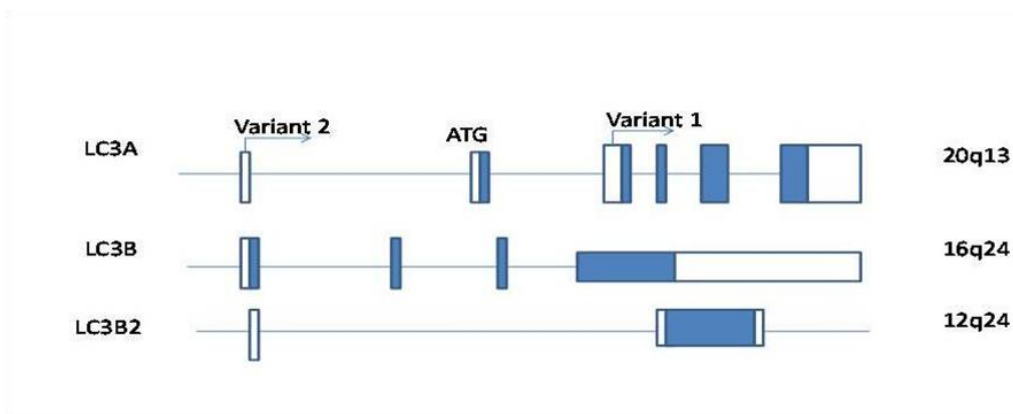 Variant 2
ATG
Variant 1
LC3A
20q13
LC3B
16q24
LC3B2
12q24